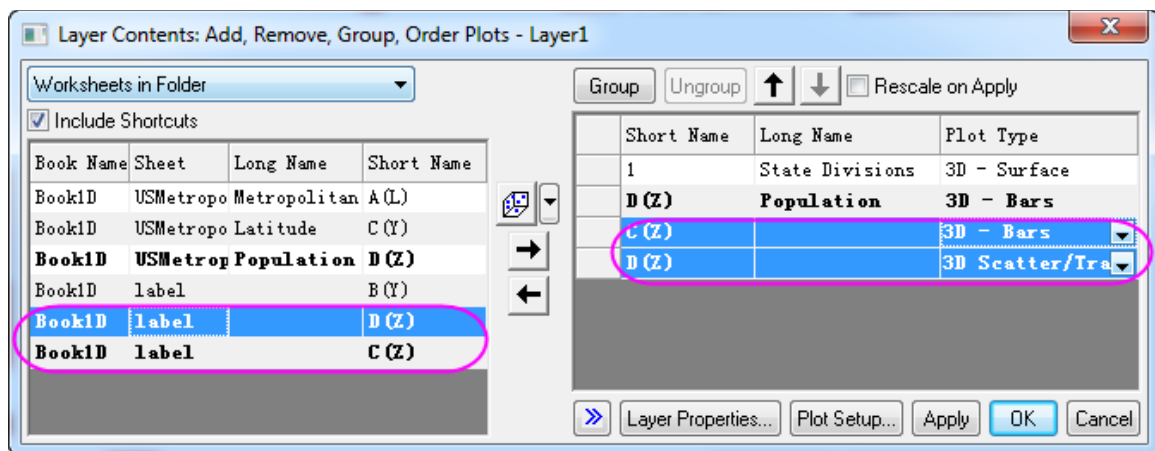 Layer Contents: Add, Remove, Group, Order Plots - Layer1
Worksheets in Folder
Include Shortcuts
Book Name Sheet Long Name Short Name
Book1D USMetropo Metropolitan A(L)
Book1D USMetropo Latitude C(Y)
Book1D USMetrop Population D(Z)
Book1D label B(Y)
Book1D label D(Z)
Book1D label C(Z)
Group Ungroup Rescale on Apply
Short Name Long Name Plot Type
1 State Divisions 3D - Surface
D(Z) Population 3D - Bars
C(Z) 3D - Bars
D(Z) 3D Scatter/Tra
Layer Properties... Plot Setup... Apply OK Cancel